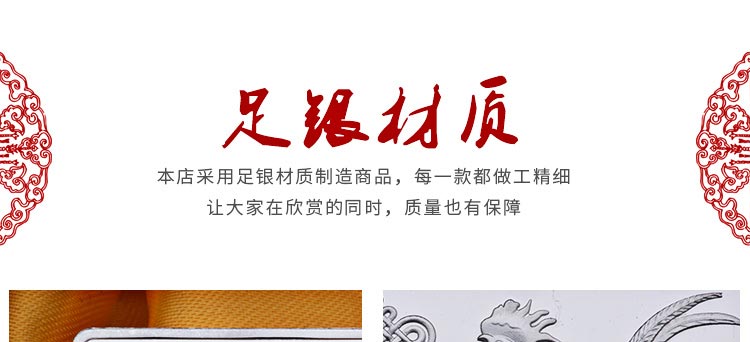 足银材质
本店采用足银材质制造商品，每一款都做工精细
让大家在欣赏的同时，质量也有保障